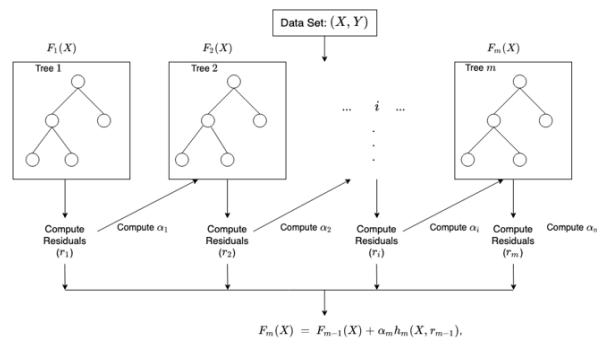 Data Set: (X, Y)
F₁(X)
F₂(X)
Fₘ(X)
Tree 1
Tree 2
Tree m
... i ...
Compute Residuals (r₁)
Compute α₁
Compute Residuals (r₂)
Compute α₂
Compute Residuals (rᵢ)
Compute αᵢ
Compute Residuals (rₘ)
Compute α
Fₘ(X) = Fₘ₋₁(X) + αₘhₘ(X, rₘ₋₁),